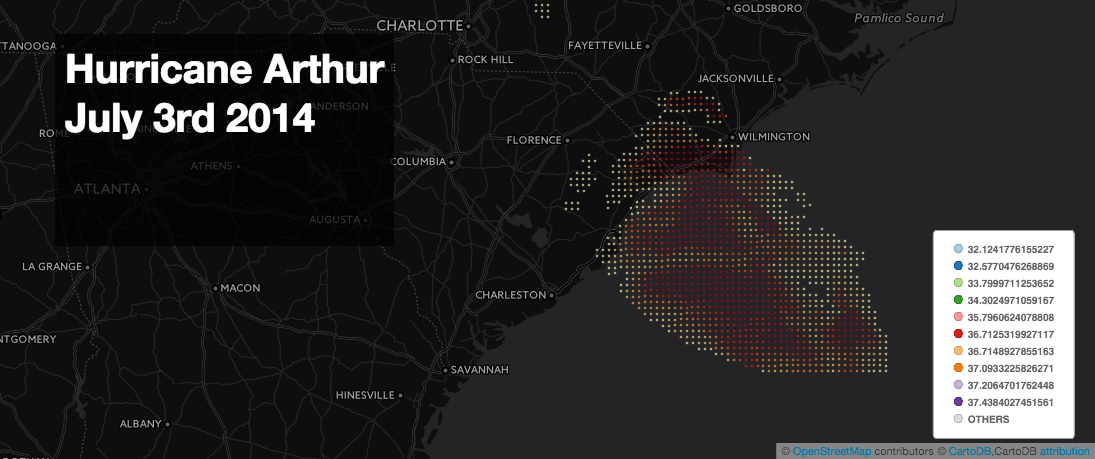 Hurricane Arthur
July 3rd 2014
CHARLOTTE
GOLDSBORO
Pamlico Sound
TTANOOGA
FAYETTEVILLE
ROCK HILL
JACKSONVILLE
ANDERSON
ROME
FLORENCE
WILMINGTON
COLUMBIA
ATHENS
ATLANTA
AUGUSTA
LA GRANGE
MACON
CHARLESTON
NTGOMERY
SAVANNAH
HINESVILLE
ALBANY
32.1241776155227
32.5770476268869
33.7999711253652
34.3024971059167
35.7960624078808
36.7125319927117
36.7148927855163
37.0933225826271
37.2064701762448
37.4384027451561
OTHERS
© OpenStreetMap contributors © CartoDB,CartoDB attribution